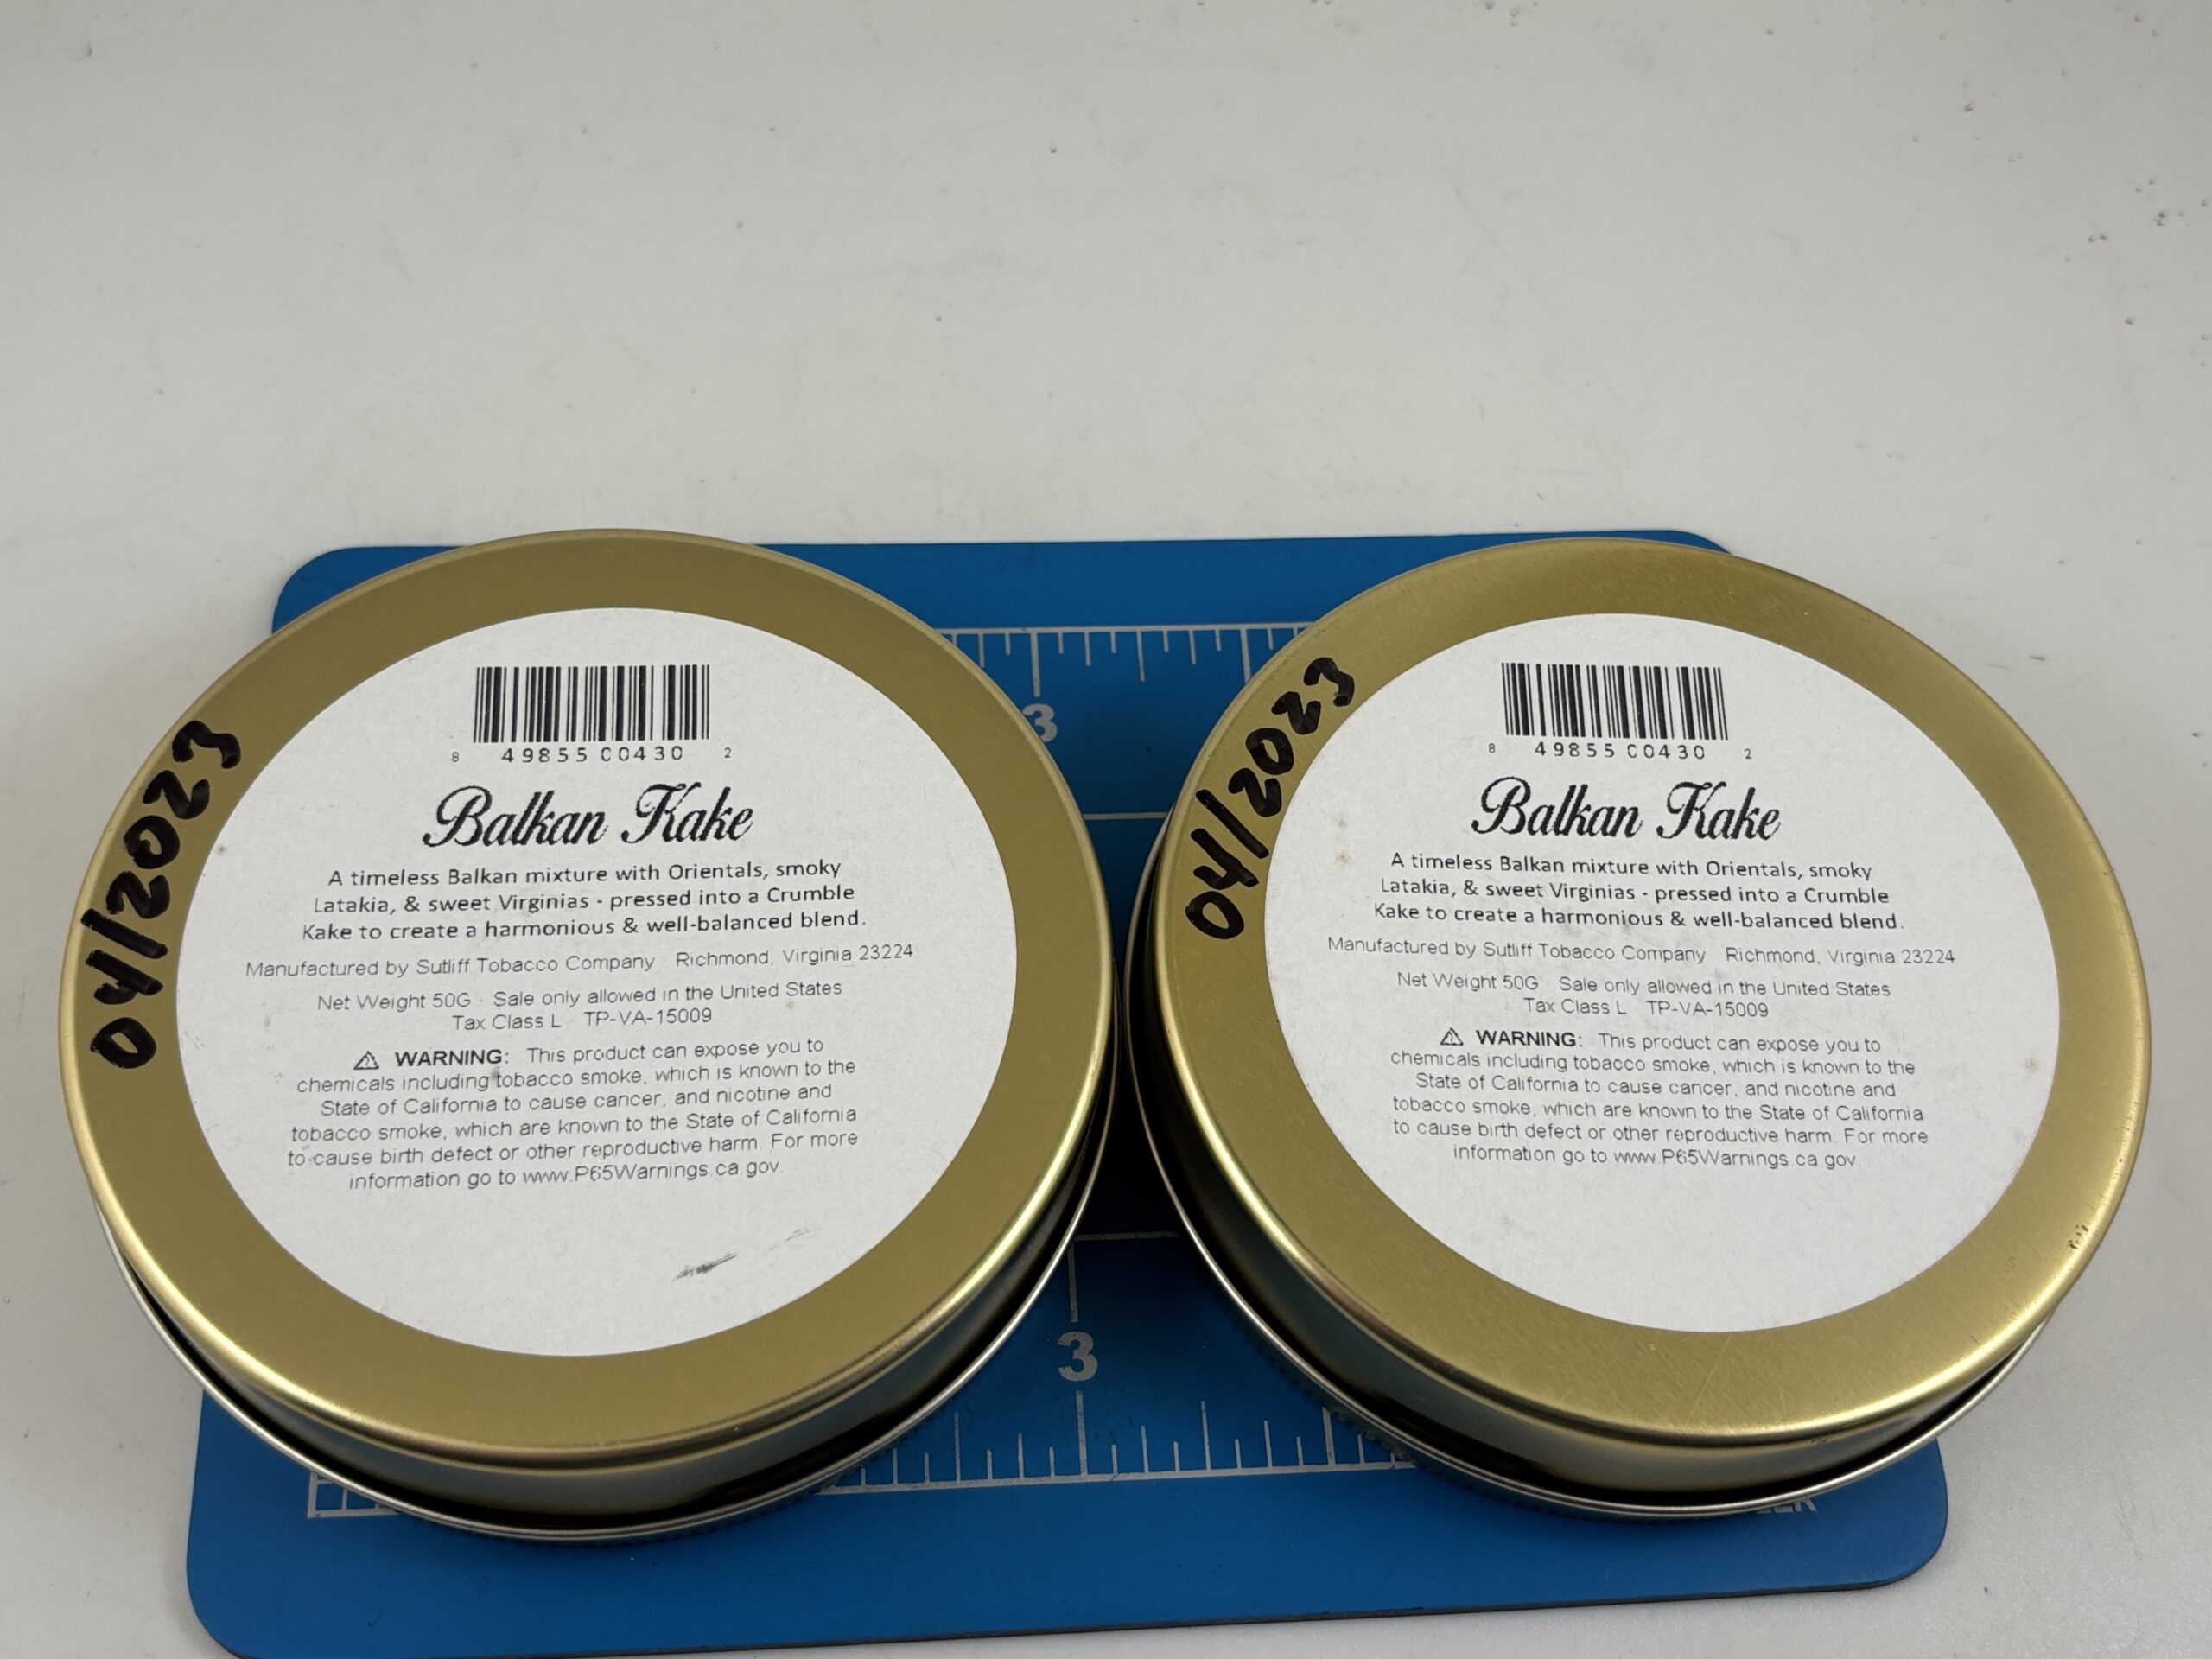 04/2023
8 49855 00430 2
Balkan Kake
A timeless Balkan mixture with Orientals, smoky
Latakia, & sweet Virginias - pressed into a Crumble
Kake to create a harmonious & well-balanced blend.
Manufactured by Sutliff Tobacco Company · Richmond, Virginia 23224
Net Weight 50G · Sale only allowed in the United States
Tax Class L · TP-VA-15009
⚠ WARNING: This product can expose you to
chemicals including tobacco smoke, which is known to the
State of California to cause cancer, and nicotine and
tobacco smoke, which are known to the State of California
to cause birth defect or other reproductive harm. For more
information go to www.P65Warnings.ca.gov.
04/2023
8 49855 00430 2
Balkan Kake
A timeless Balkan mixture with Orientals, smoky
Latakia, & sweet Virginias - pressed into a Crumble
Kake to create a harmonious & well-balanced blend.
Manufactured by Sutliff Tobacco Company · Richmond, Virginia 23224
Net Weight 50G · Sale only allowed in the United States
Tax Class L · TP-VA-15009
⚠ WARNING: This product can expose you to
chemicals including tobacco smoke, which is known to the
State of California to cause cancer, and nicotine and
tobacco smoke, which are known to the State of California
to cause birth defect or other reproductive harm. For more
information go to www.P65Warnings.ca.gov.
3
3